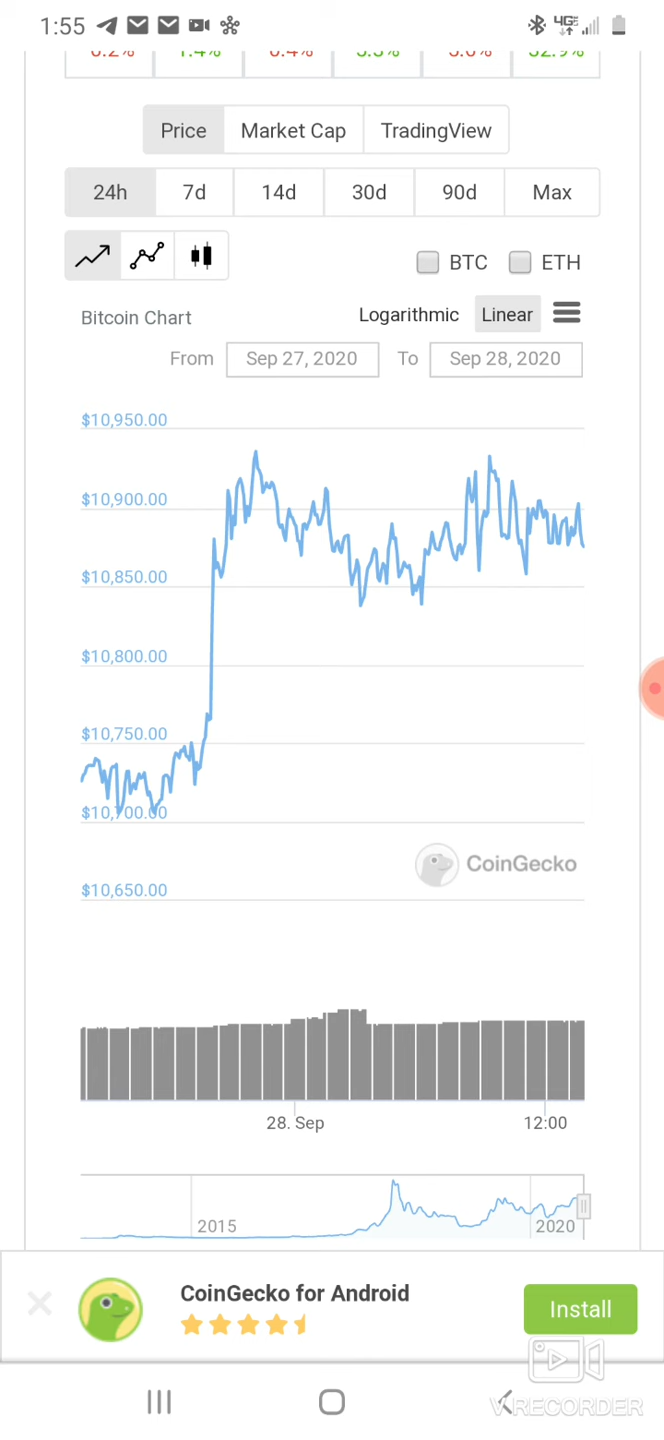 1:55
Price Market Cap TradingView
24h 7d 14d 30d 90d Max
BTC ETH
Bitcoin Chart Logarithmic Linear
From Sep 27, 2020 To Sep 28, 2020
$10,950.00
$10,900.00
$10,850.00
$10,800.00
$10,750.00
$10,700.00
CoinGecko
$10,650.00
28. Sep 12:00
2015 2020
CoinGecko for Android
Install
VRECORDER